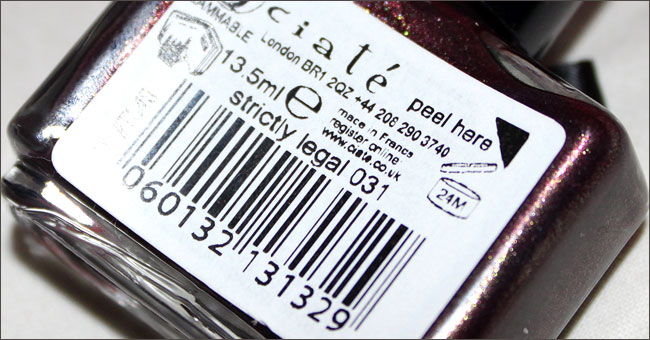 ciaté
London BR1 2QZ +44 208 290 3740
13.5ml e
peel here
made in France
register online
www.ciate.co.uk
strictly legal 031
24M
060132 131329